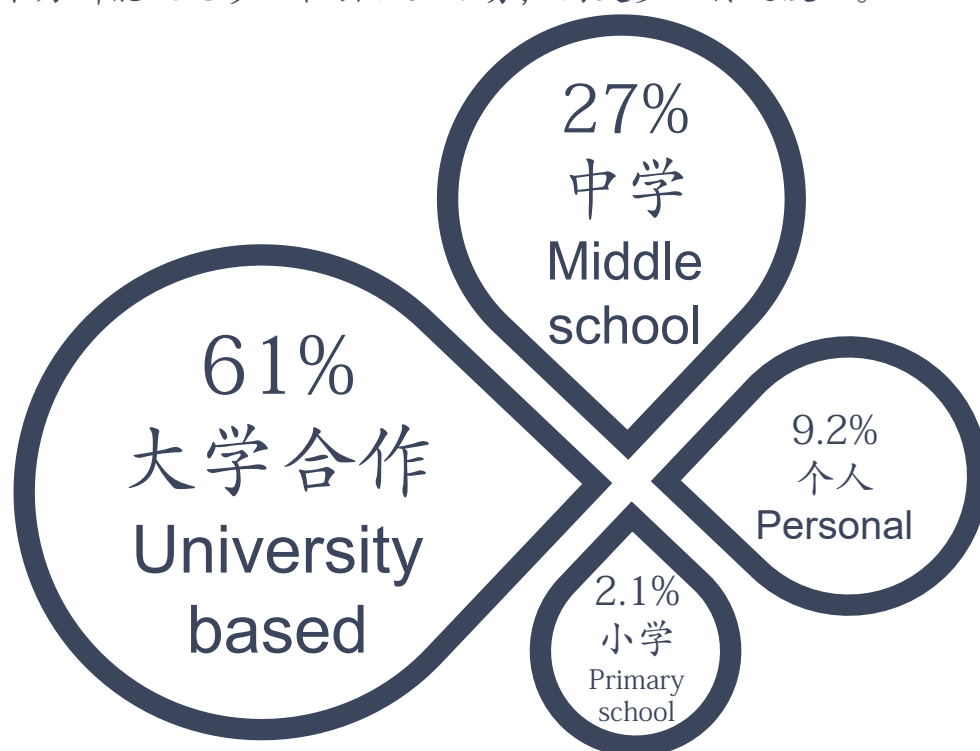 27%
中学
Middle
school
61%
大学合作
University
based
9.2%
个人
Personal
2.1%
小学
Primary
school